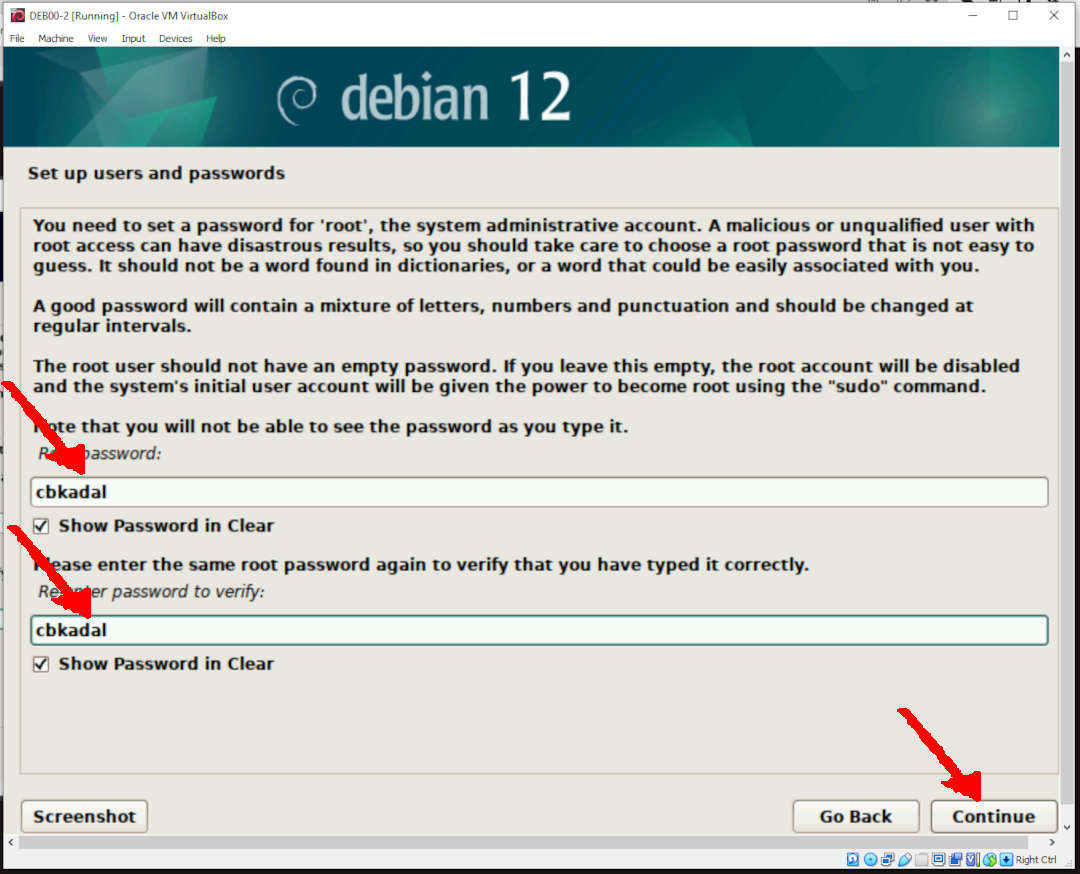 DEB00-2 [Running] - Oracle VM VirtualBox
File Machine View Input Devices Help
debian 12
Set up users and passwords
You need to set a password for 'root', the system administrative account. A malicious or unqualified user with
root access can have disastrous results, so you should take care to choose a root password that is not easy to
guess. It should not be a word found in dictionaries, or a word that could be easily associated with you.
A good password will contain a mixture of letters, numbers and punctuation and should be changed at
regular intervals.
The root user should not have an empty password. If you leave this empty, the root account will be disabled
and the system's initial user account will be given the power to become root using the "sudo" command.
Note that you will not be able to see the password as you type it.
password:
cbkadal
Show Password in Clear
Please enter the same root password again to verify that you have typed it correctly.
Re-enter password to verify:
cbkadal
Show Password in Clear
Screenshot
Go Back
Continue
Right Ctrl